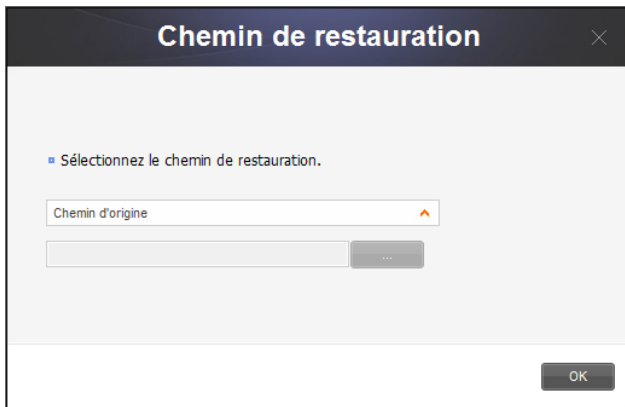 Chemin de restauration
Sélectionnez le chemin de restauration.
Chemin d'origine
...
OK